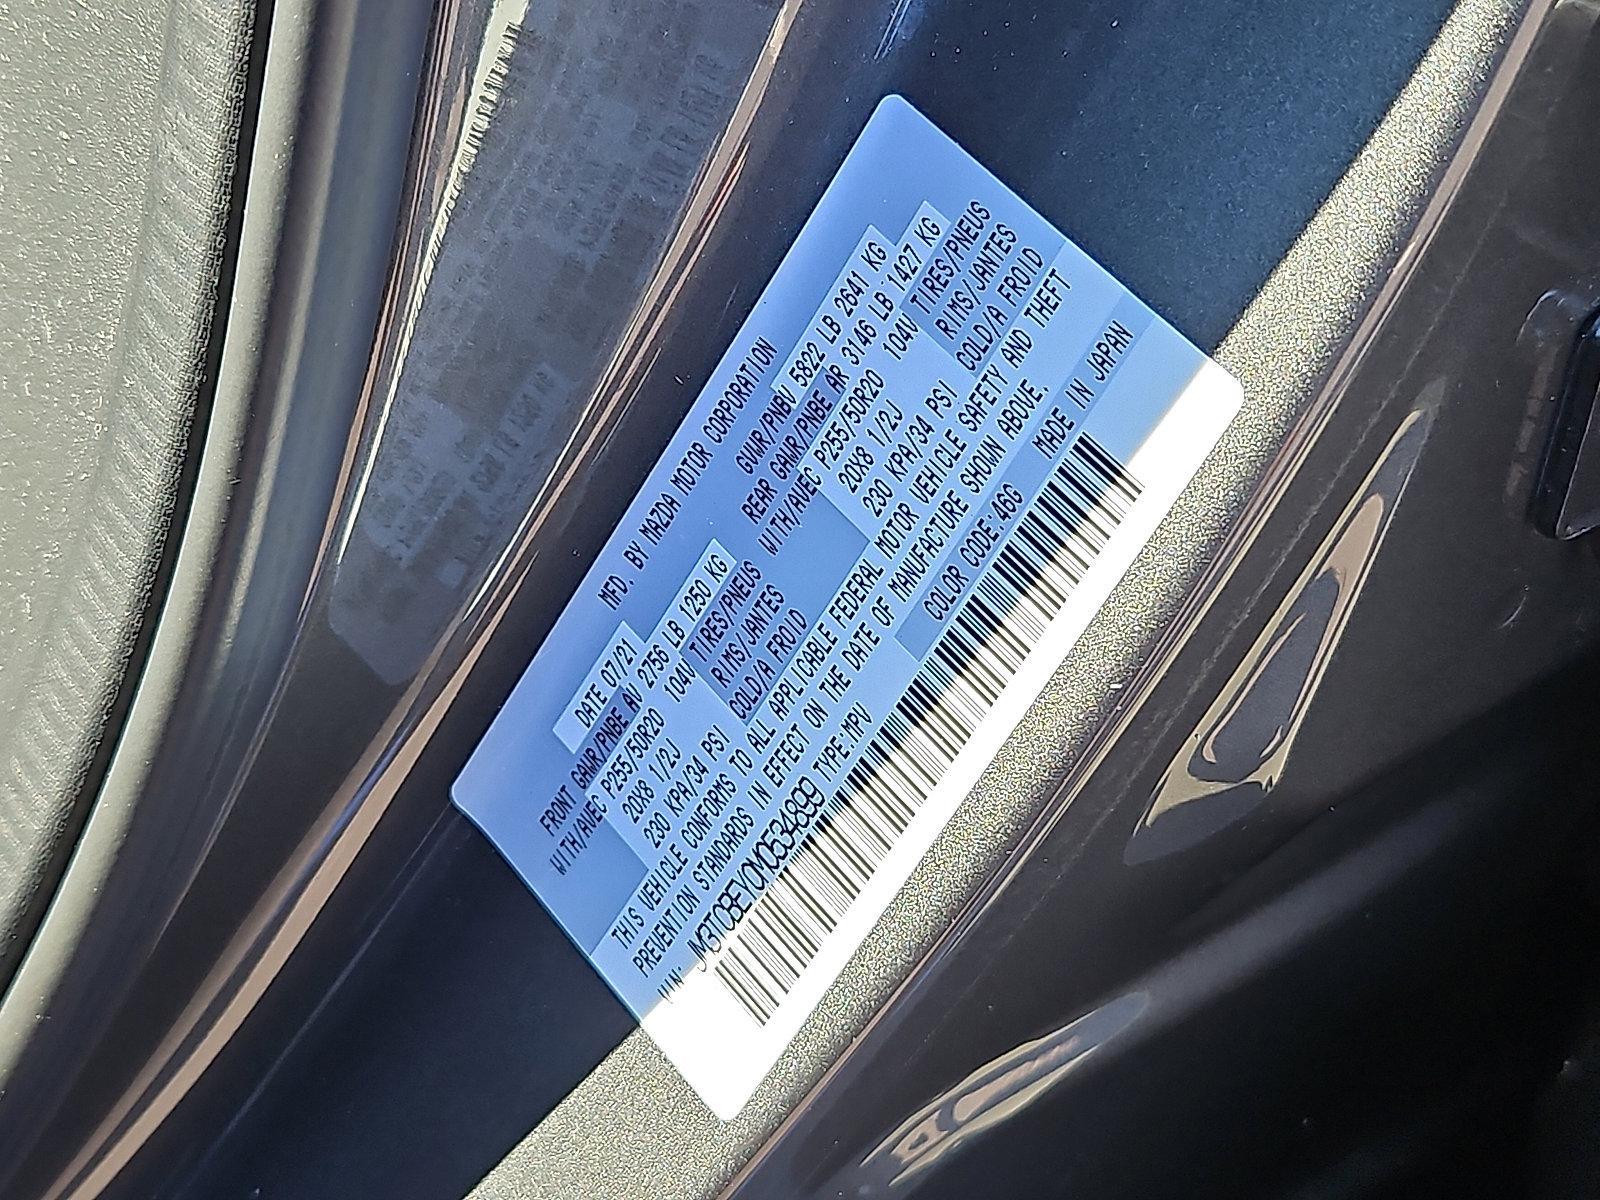 MFD. BY MAZDA MOTOR CORPORATION
DATE 07/21 GVWR/PNBV 5822 LB 2641 KG
FRONT GAWR/PNBE AV 2756 LB 1250 KG REAR GAWR/PNBE AR 3146 LB 1427 KG
WITH/AVEC P255/50R20 104V TIRES/PNEUS WITH/AVEC P255/50R20 104V TIRES/PNEUS
20X8 1/2J RIMS/JANTES 20X8 1/2J RIMS/JANTES
230 KPA/34 PSI COLD/A FROID 230 KPA/34 PSI COLD/A FROID
THIS VEHICLE CONFORMS TO ALL APPLICABLE FEDERAL MOTOR VEHICLE SAFETY AND THEFT
PREVENTION STANDARDS IN EFFECT ON THE DATE OF MANUFACTURE SHOWN ABOVE.
VIN: JM3TCBEY0N0534899 TYPE:MPV COLOR CODE:46G MADE IN JAPAN